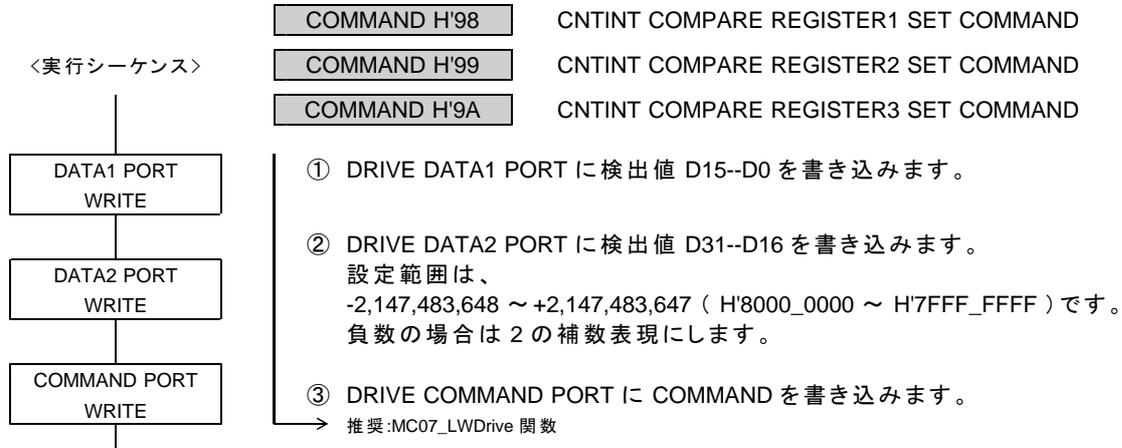 COMMAND H'98 CNTINT COMPARE REGISTER1 SET COMMAND
<実行シーケンス> COMMAND H'99 CNTINT COMPARE REGISTER2 SET COMMAND
COMMAND H'9A CNTINT COMPARE REGISTER3 SET COMMAND
DATA1 PORT
WRITE
① DRIVE DATA1 PORT に検出値 D15--D0 を書き込みます。
DATA2 PORT
WRITE
② DRIVE DATA2 PORT に検出値 D31--D16 を書き込みます。
設定範囲は、
-2,147,483,648 ～ +2,147,483,647 ( H'8000_0000 ～ H'7FFF_FFFF ) です。
負数の場合は 2 の補数表現にします。
COMMAND PORT
WRITE
③ DRIVE COMMAND PORT に COMMAND を書き込みます。
推奨:MC07_LWDrive 関数